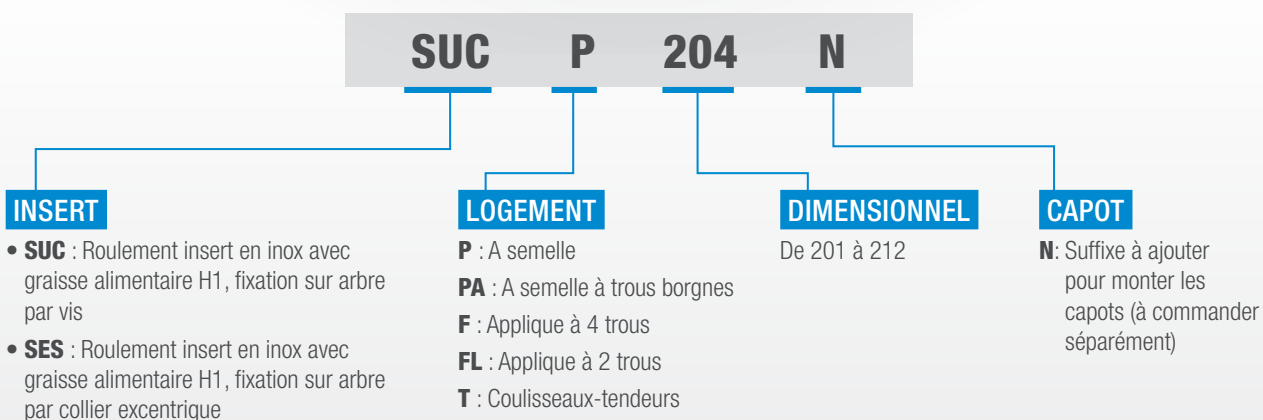 SUC P 204 N
INSERT
• SUC : Roulement insert en inox avec
graisse alimentaire H1, fixation sur arbre
par vis
• SES : Roulement insert en inox avec
graisse alimentaire H1, fixation sur arbre
par collier excentrique
LOGEMENT
P : A semelle
PA : A semelle à trous borgnes
F : Applique à 4 trous
FL : Applique à 2 trous
T : Coulisseaux-tendeurs
DIMENSIONNEL
De 201 à 212
CAPOT
N: Suffixe à ajouter
pour monter les
capots (à commander
séparément)